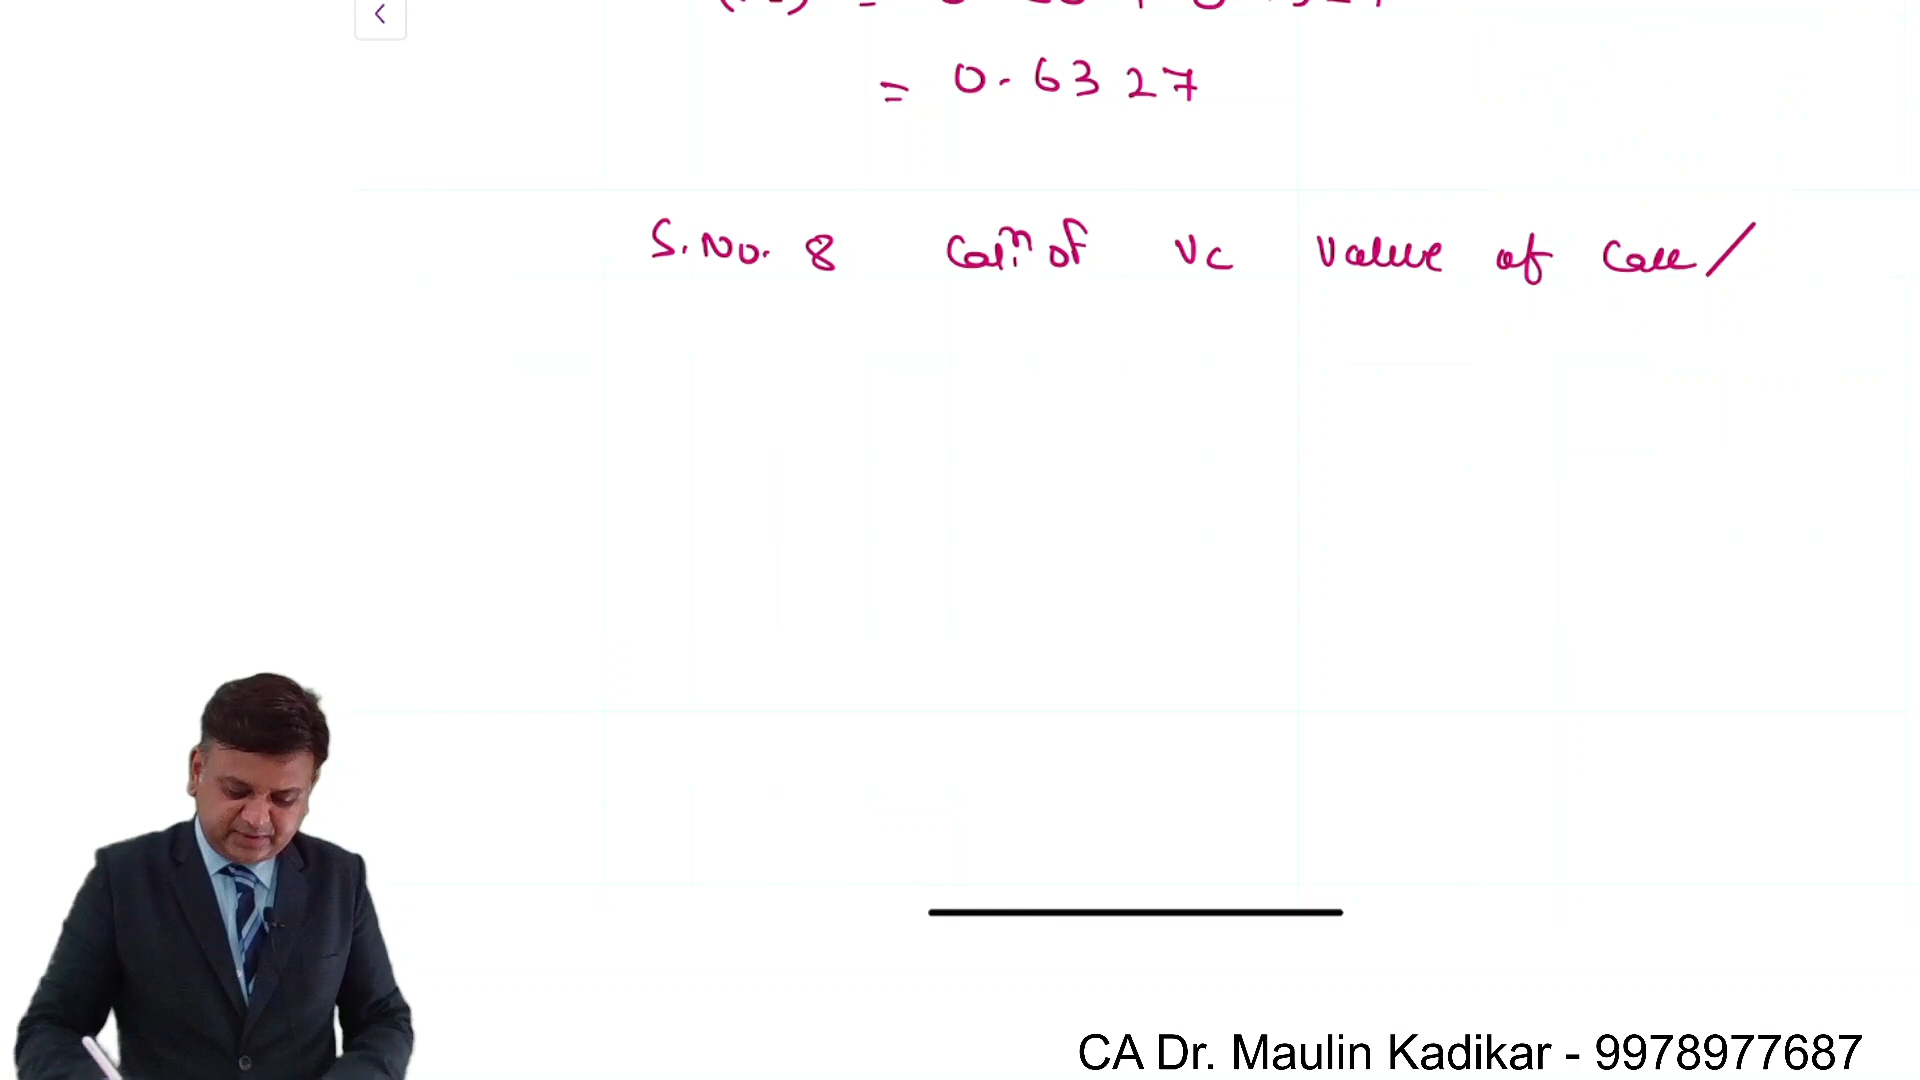 = 0.6327
S. No. 8 Calⁿ. of Vc Value of Call /
CA Dr. Maulin Kadikar - 9978977687